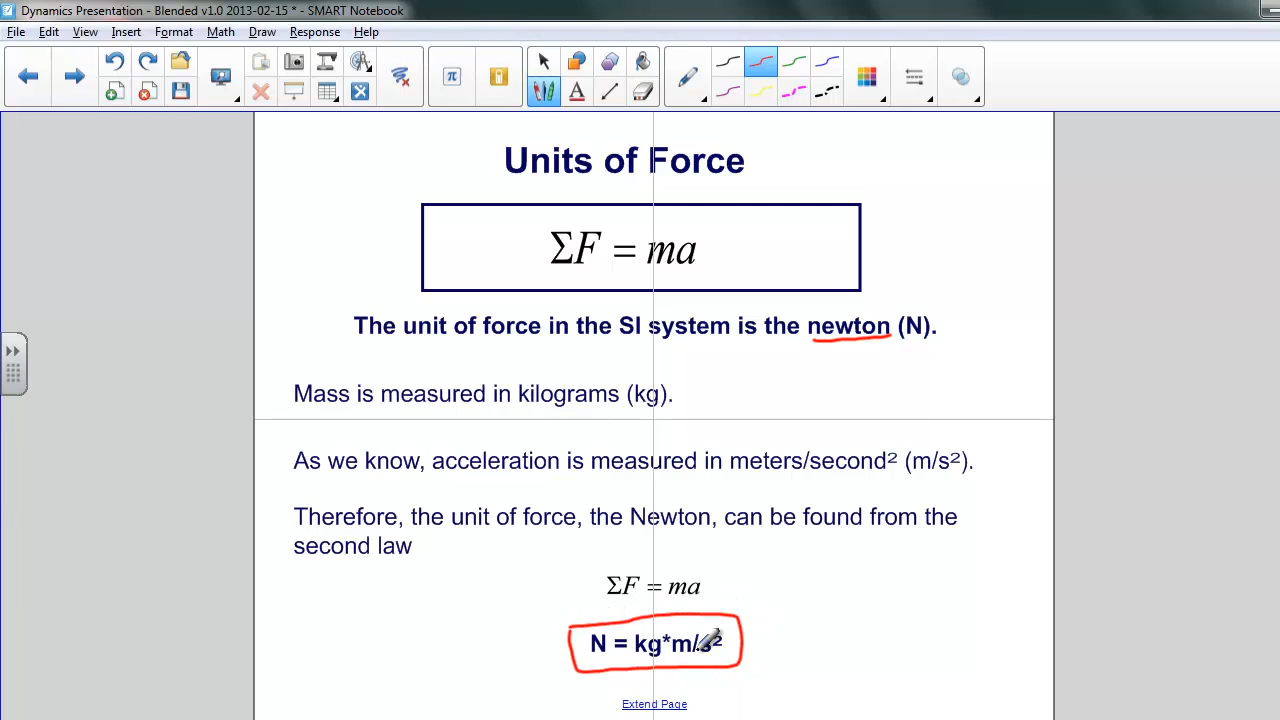 Dynamics Presentation - Blended v1.0 2013-02-15 * - SMART Notebook
File Edit View Insert Format Math Draw Response Help
π
A
Units of Force
ΣF = ma
The unit of force in the SI system is the newton (N).
Mass is measured in kilograms (kg).
As we know, acceleration is measured in meters/second² (m/s²).
Therefore, the unit of force, the Newton, can be found from the
second law
ΣF = ma
N = kg*m/s²
Extend Page